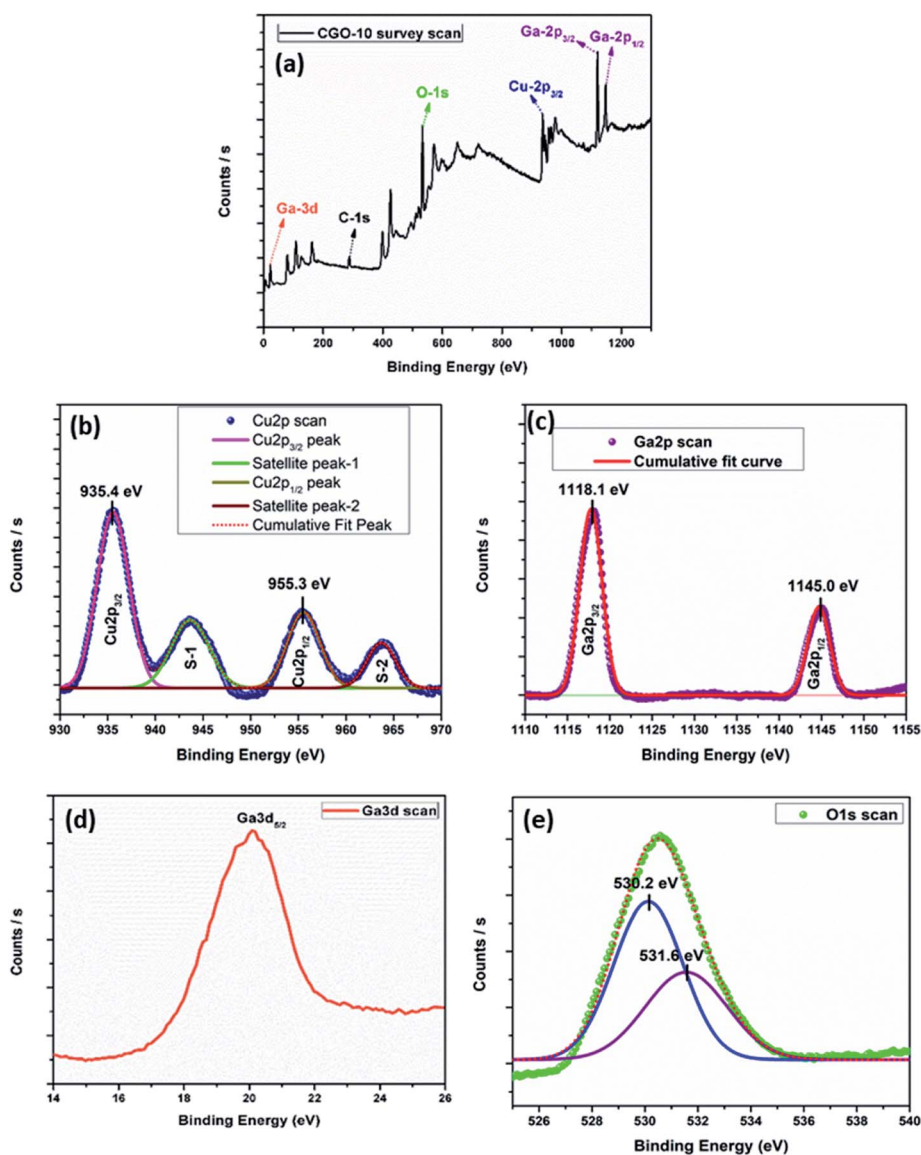 CGO-10 survey scan
(a)
Ga-2p3/2
Ga-2p1/2
O-1s
Cu-2p3/2
Ga-3d
C-1s
Counts / s
0 200 400 600 800 1000 1200
Binding Energy (eV)
(b)
Cu2p scan
Cu2p3/2 peak
Satellite peak-1
Cu2p1/2 peak
Satellite peak-2
Cumulative Fit Peak
935.4 eV
955.3 eV
Cu2p3/2
S-1
Cu2p1/2
S-2
Counts / s
930 935 940 945 950 955 960 965 970
Binding Energy (eV)
(c)
Ga2p scan
Cumulative fit curve
1118.1 eV
1145.0 eV
Ga2p3/2
Ga2p1/2
Counts / s
1110 1115 1120 1125 1130 1135 1140 1145 1150 1155
Binding Energy (eV)
(d)
Ga3d scan
Ga3d5/2
Counts / s
14 16 18 20 22 24 26
Binding Energy (eV)
(e)
O1s scan
530.2 eV
531.6 eV
Counts / s
526 528 530 532 534 536 538 540
Binding Energy (eV)